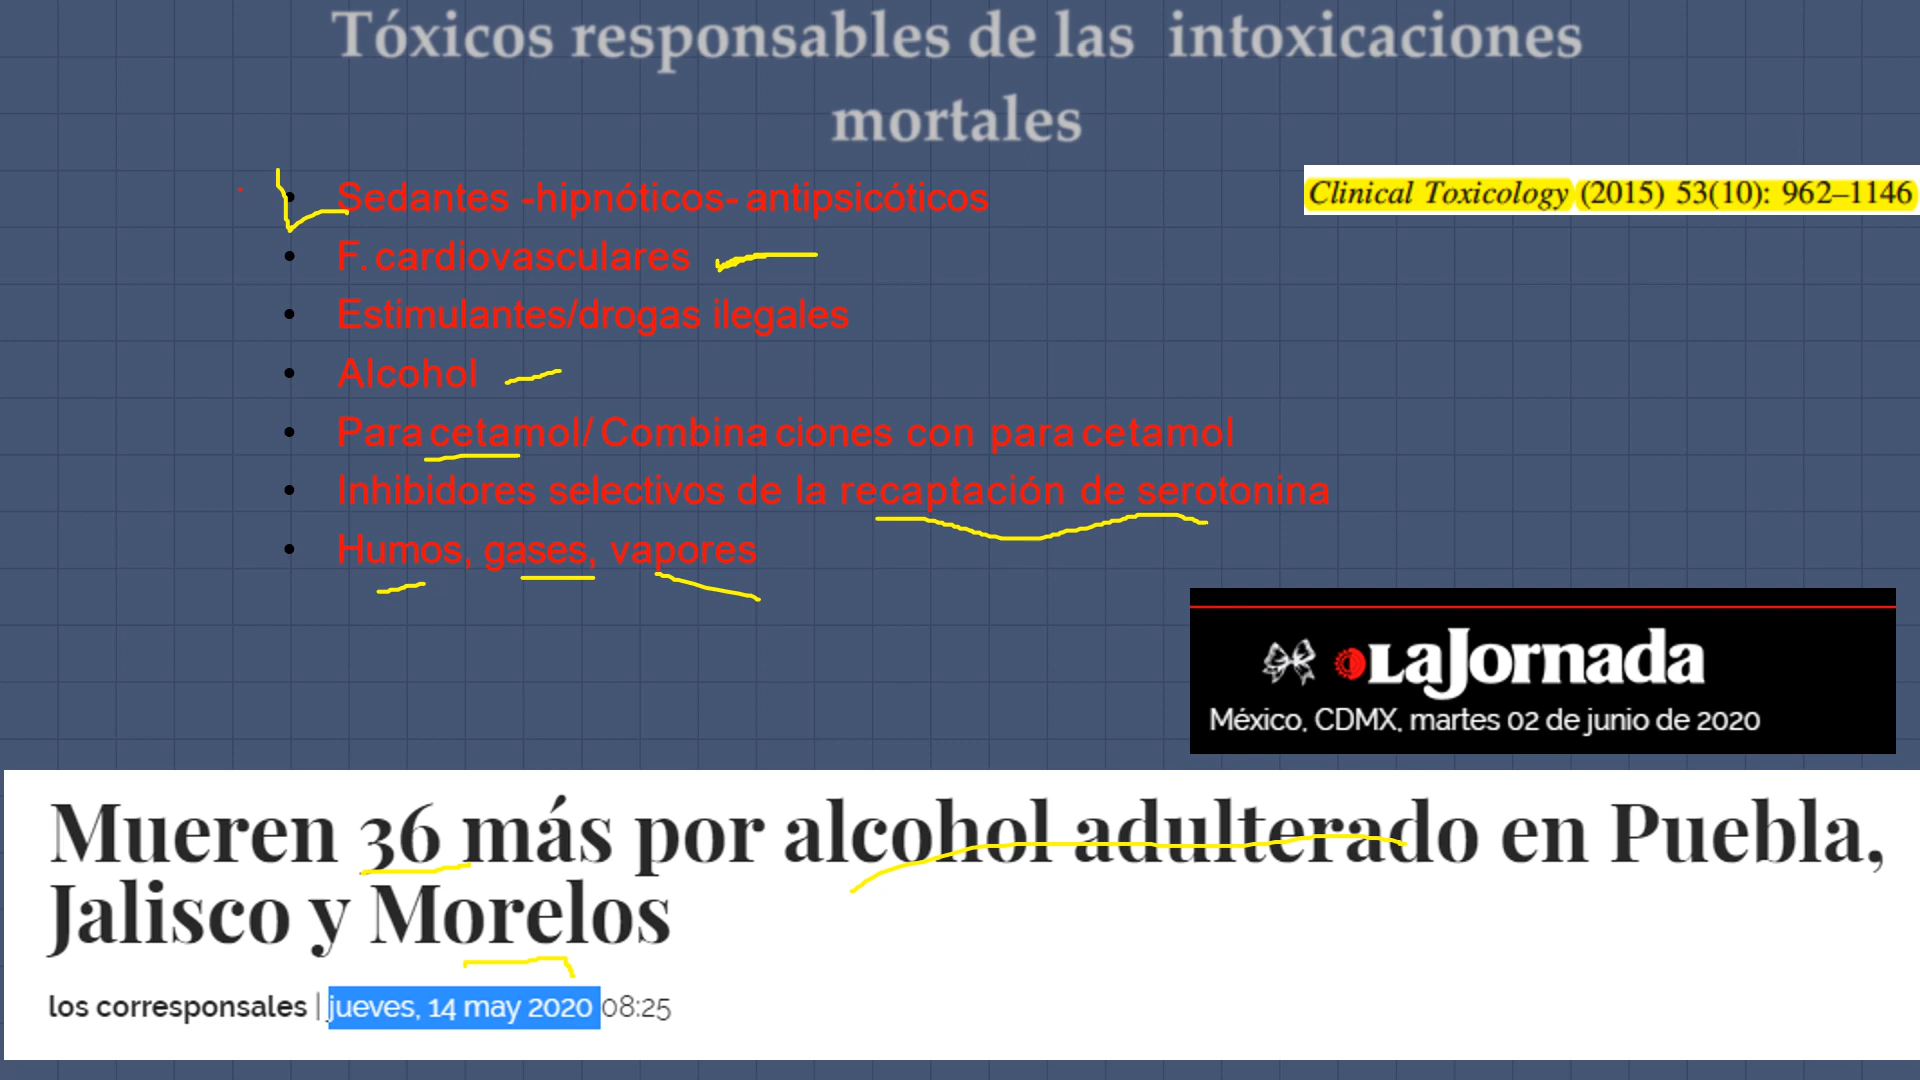 Tóxicos responsables de las intoxicaciones
mortales
• Sedantes -hipnóticos- antipsicóticos
Clinical Toxicology (2015) 53(10): 962–1146
• F. cardiovasculares
• Estimulantes/drogas ilegales
• Alcohol
• Paracetamol/ Combinaciones con paracetamol
• Inhibidores selectivos de la recaptación de serotonina
• Humos, gases, vapores
LaJornada
México, CDMX, martes 02 de junio de 2020
Mueren 36 más por alcohol adulterado en Puebla,
Jalisco y Morelos
los corresponsales | jueves, 14 may 2020 08:25